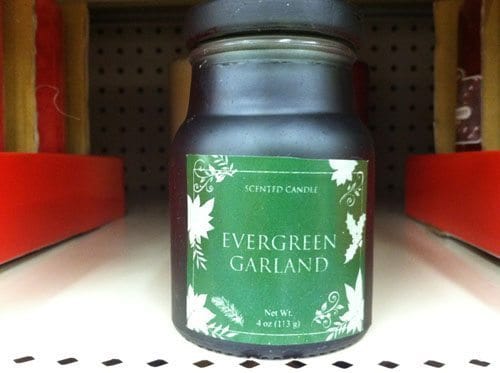 SCENTED CANDLE
EVERGREEN
GARLAND
Net Wt.
4 oz (113 g)